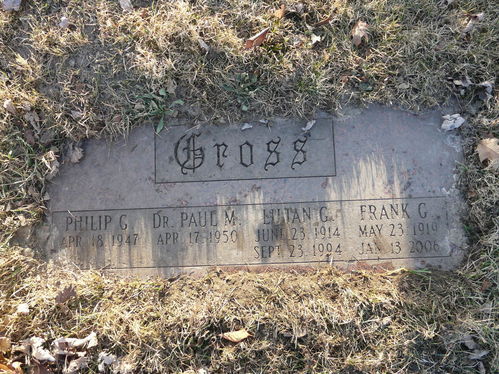 Gross
PHILIP G. DR. PAUL M. LILIAN G. FRANK G.
APR. 18 1947 APR. 17. 1950 JUNE 23. 1914 MAY 23 1919
SEPT. 23 1994 JAN 13 2006